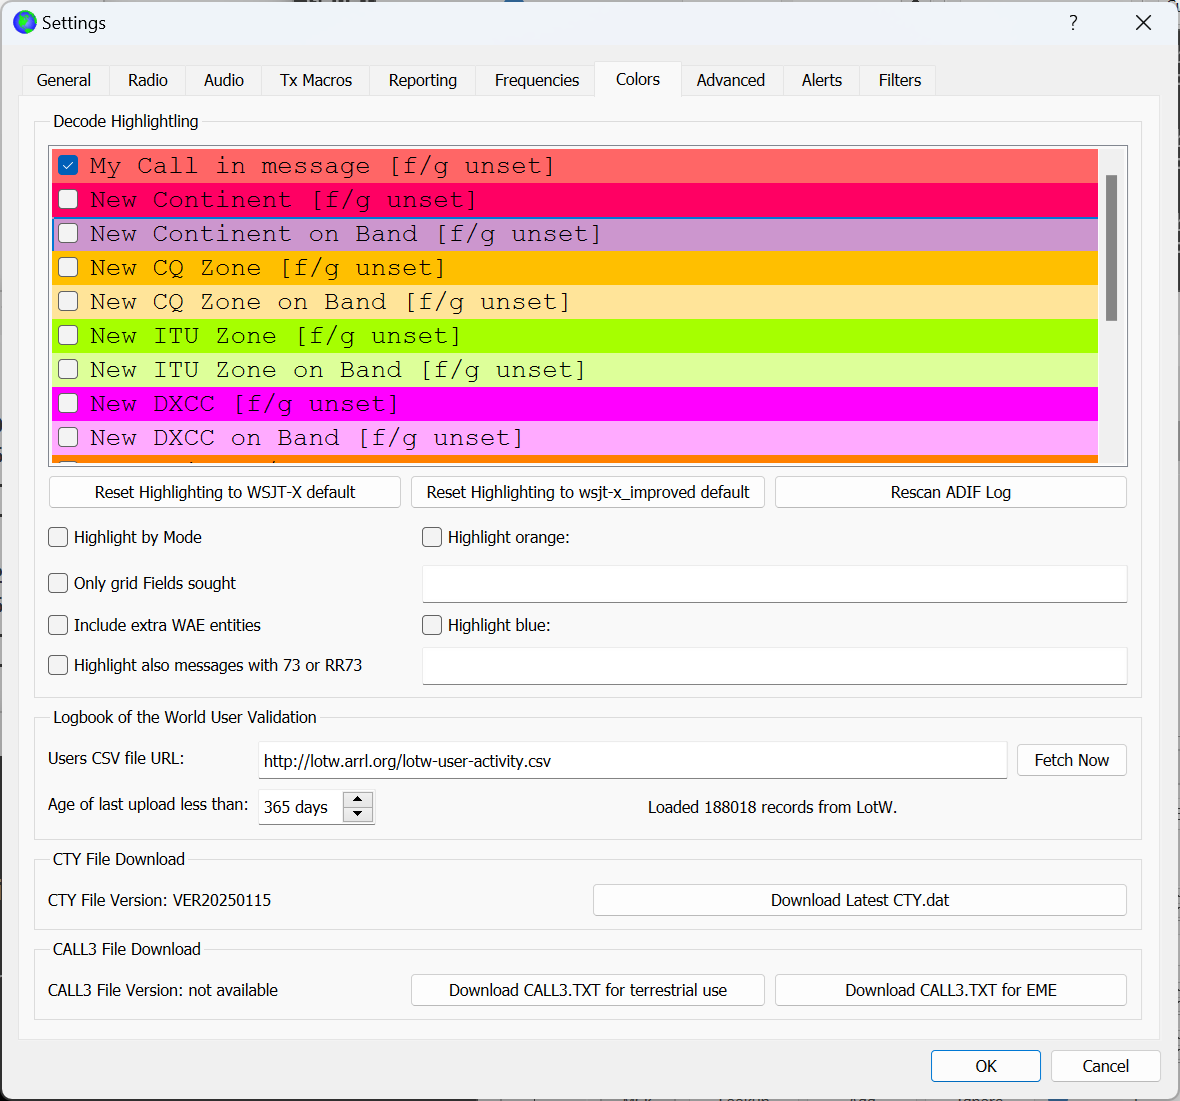 Settings
?
General Radio Audio Tx Macros Reporting Frequencies Colors Advanced Alerts Filters
Decode Highlightling
My Call in message [f/g unset]
New Continent [f/g unset]
New Continent on Band [f/g unset]
New CQ Zone [f/g unset]
New CQ Zone on Band [f/g unset]
New ITU Zone [f/g unset]
New ITU Zone on Band [f/g unset]
New DXCC [f/g unset]
New DXCC on Band [f/g unset]
Reset Highlighting to WSJT-X default Reset Highlighting to wsjt-x_improved default Rescan ADIF Log
Highlight by Mode Highlight orange:
Only grid Fields sought
Include extra WAE entities Highlight blue:
Highlight also messages with 73 or RR73
Logbook of the World User Validation
Users CSV file URL: http://lotw.arrl.org/lotw-user-activity.csv Fetch Now
Age of last upload less than: 365 days Loaded 188018 records from LotW.
CTY File Download
CTY File Version: VER20250115 Download Latest CTY.dat
CALL3 File Download
CALL3 File Version: not available Download CALL3.TXT for terrestrial use Download CALL3.TXT for EME
OK Cancel